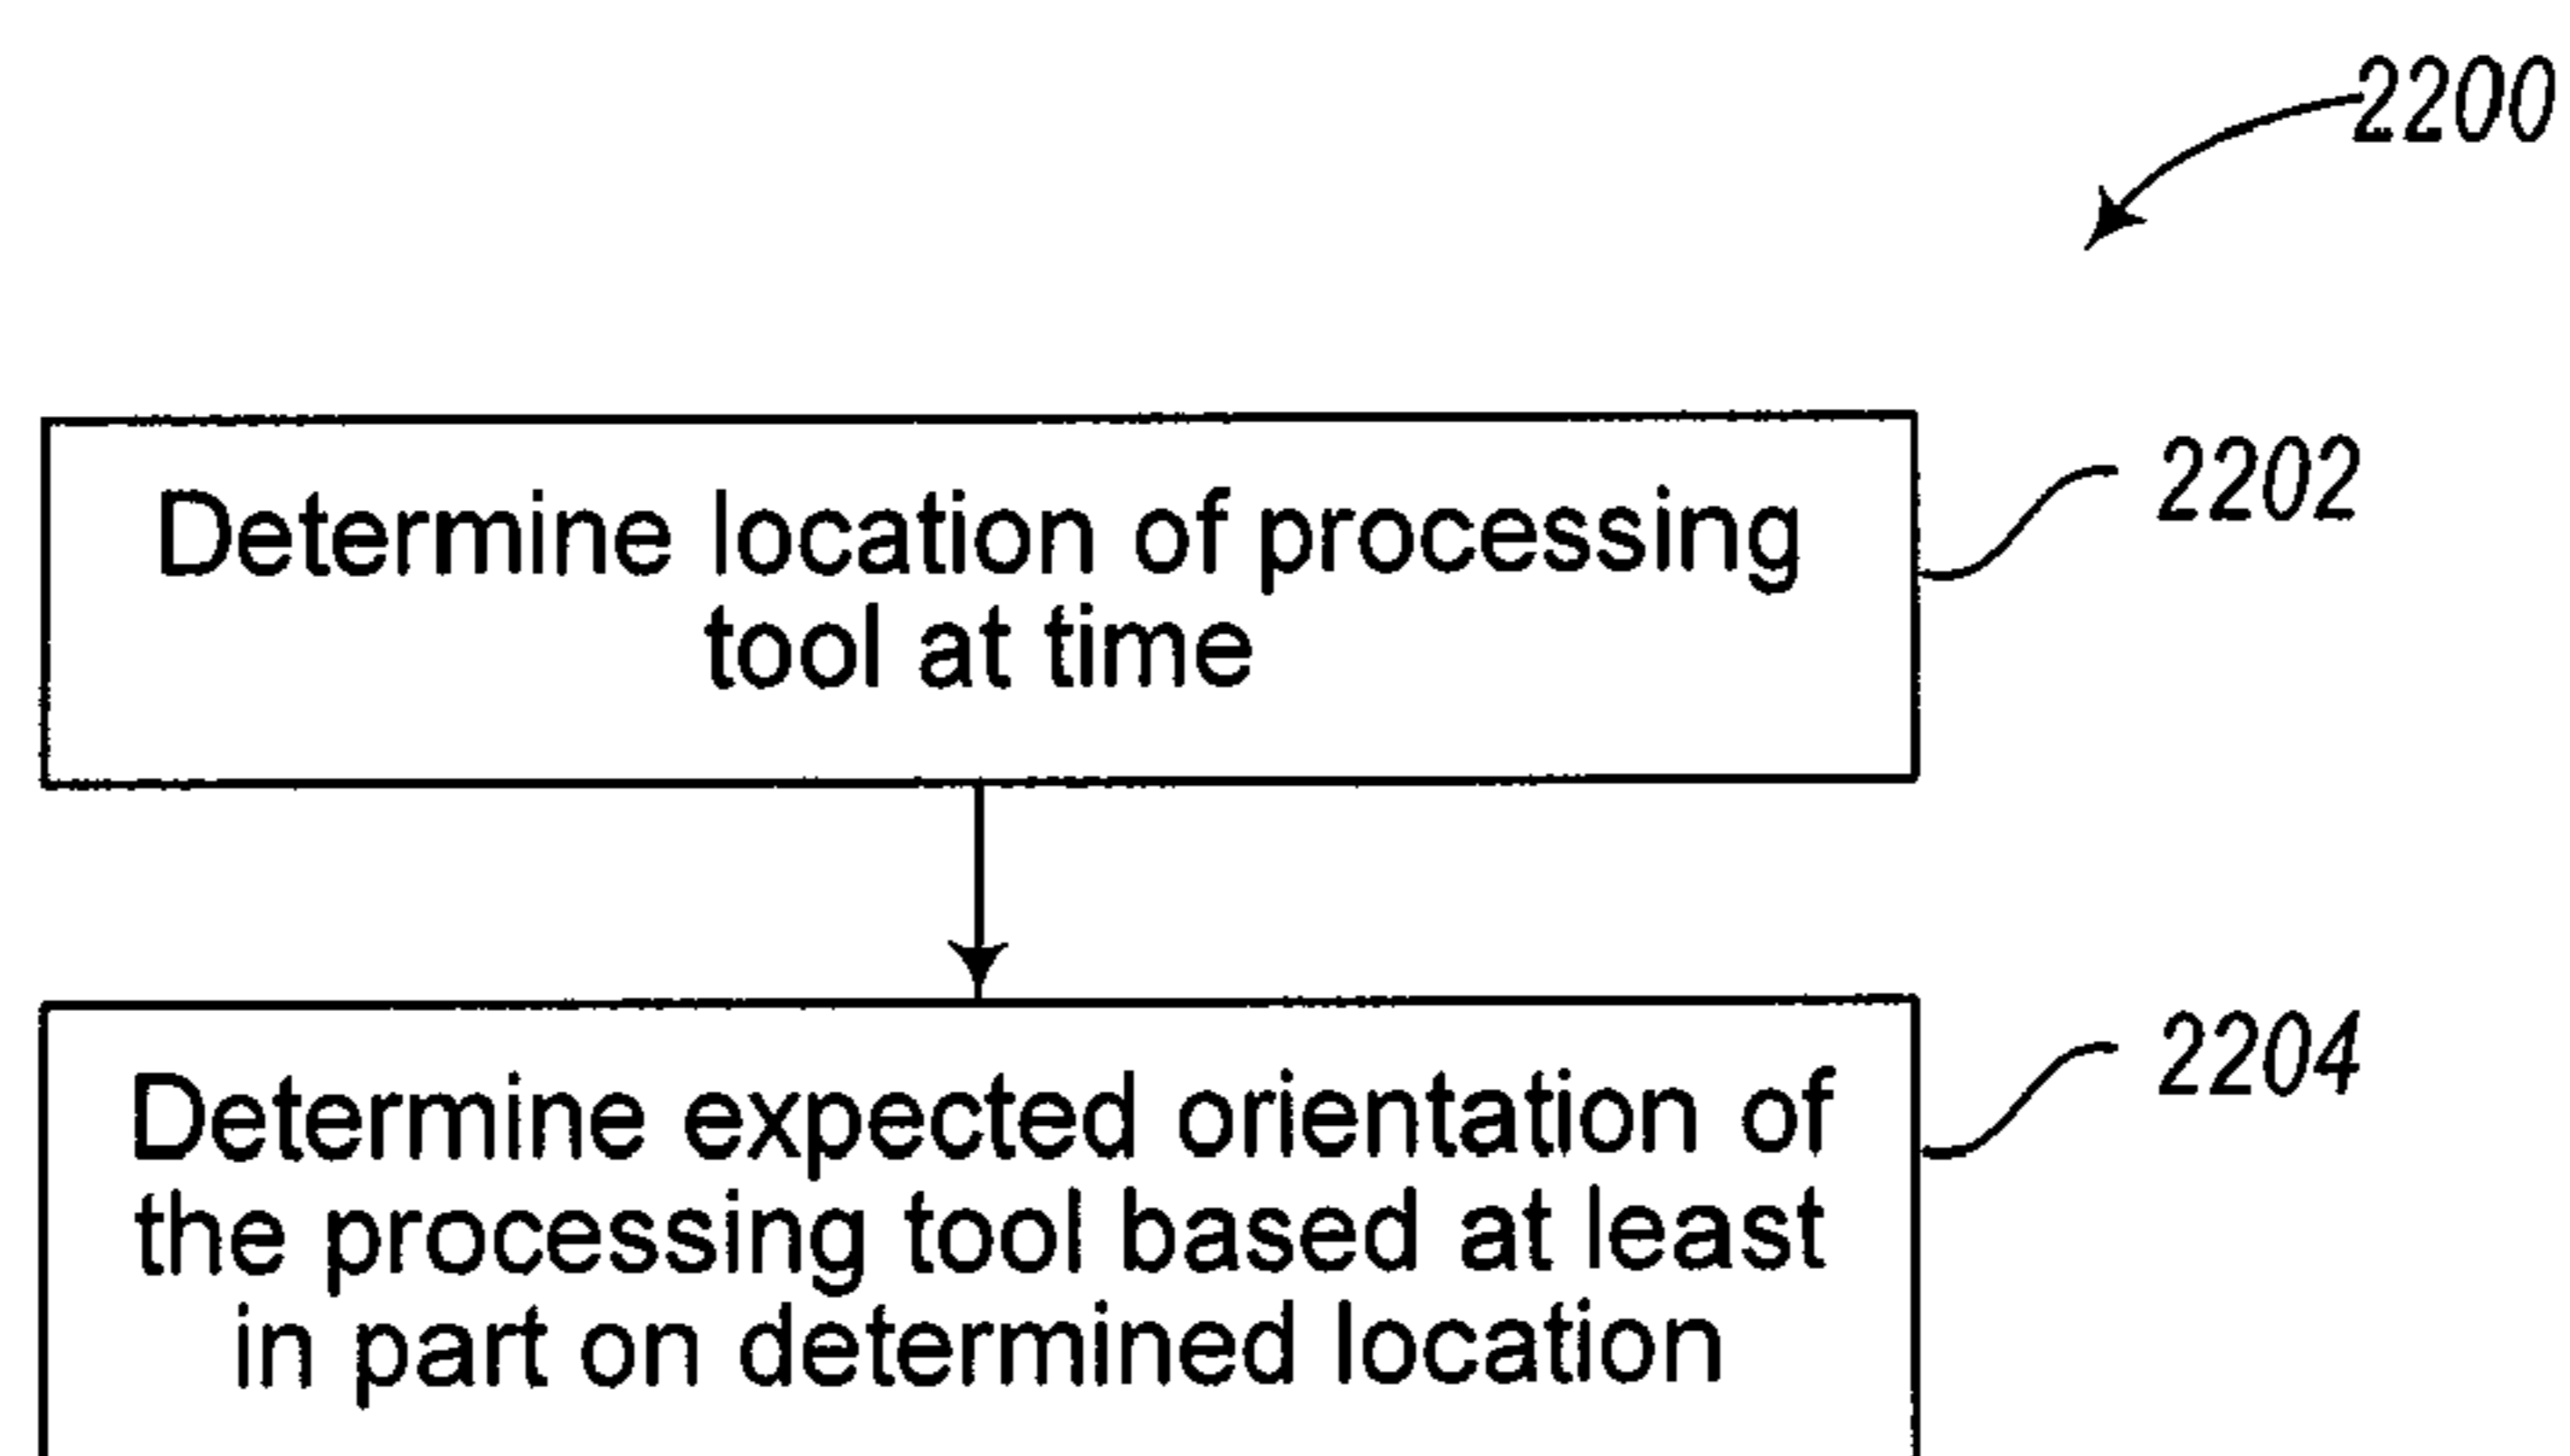 2200
Determine location of processing
tool at time
2202
Determine expected orientation of
the processing tool based at least
in part on determined location
2204